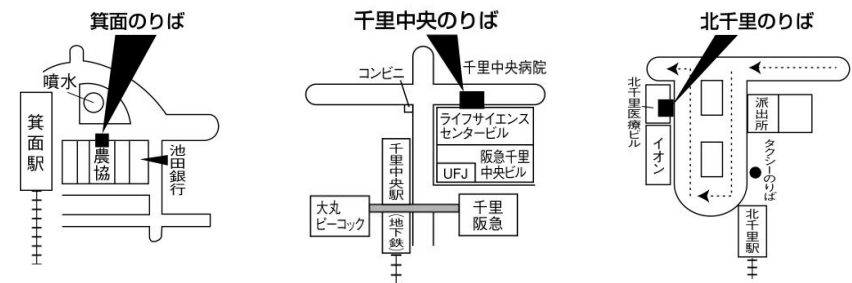 箕面のりば
噴水
箕面駅
農協
池田銀行
千里中央のりば
コンビニ
千里中央病院
ライフサイエンス
センタービル
阪急千里
中央ビル
UFJ
千里中央駅(地下鉄)
大丸
ピーコック
千里
阪急
北千里のりば
北千里医療ビル
イオン
派出所
タクシーのりば
北千里駅